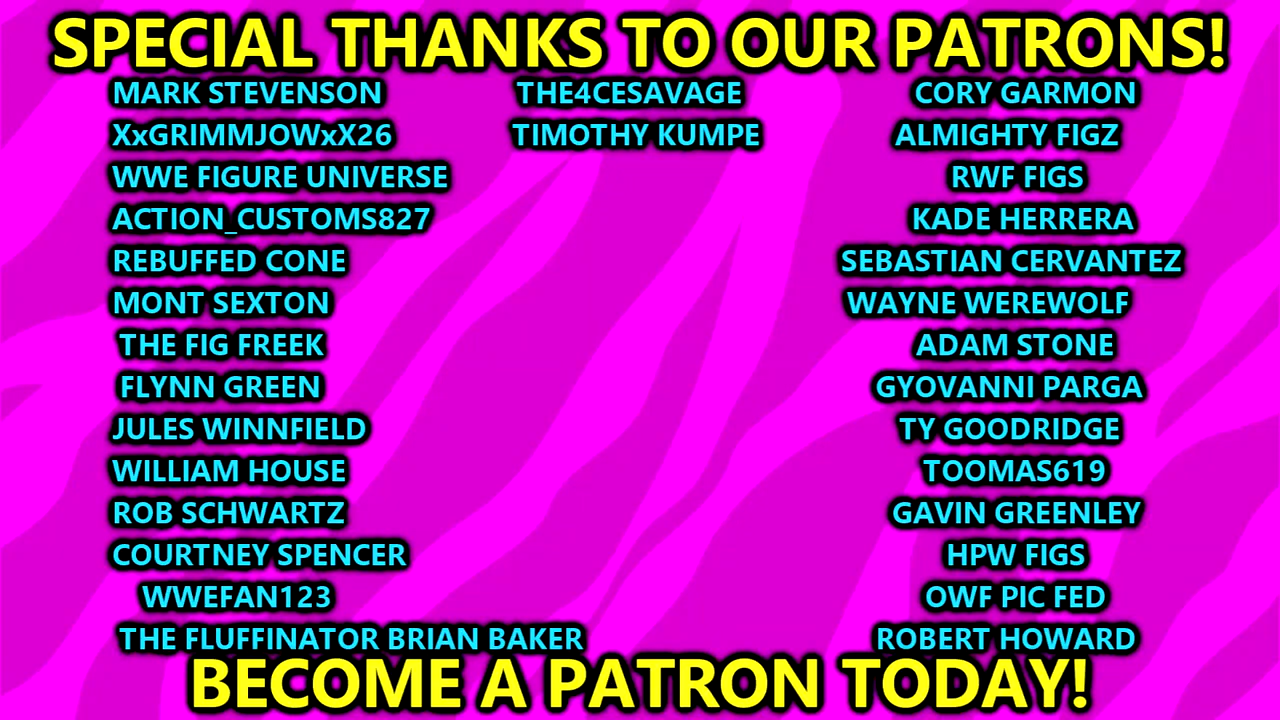 SPECIAL THANKS TO OUR PATRONS!
MARK STEVENSON THE4CESAVAGE CORY GARMON
XxGRIMMJOWxX26 TIMOTHY KUMPE ALMIGHTY FIGZ
WWE FIGURE UNIVERSE RWF FIGS
ACTION_CUSTOMS827 KADE HERRERA
REBUFFED CONE SEBASTIAN CERVANTEZ
MONT SEXTON WAYNE WEREWOLF
THE FIG FREEK ADAM STONE
FLYNN GREEN GYOVANNI PARGA
JULES WINNFIELD TY GOODRIDGE
WILLIAM HOUSE TOOMAS619
ROB SCHWARTZ GAVIN GREENLEY
COURTNEY SPENCER HPW FIGS
WWEFAN123 OWF PIC FED
THE FLUFFINATOR BRIAN BAKER ROBERT HOWARD
BECOME A PATRON TODAY!